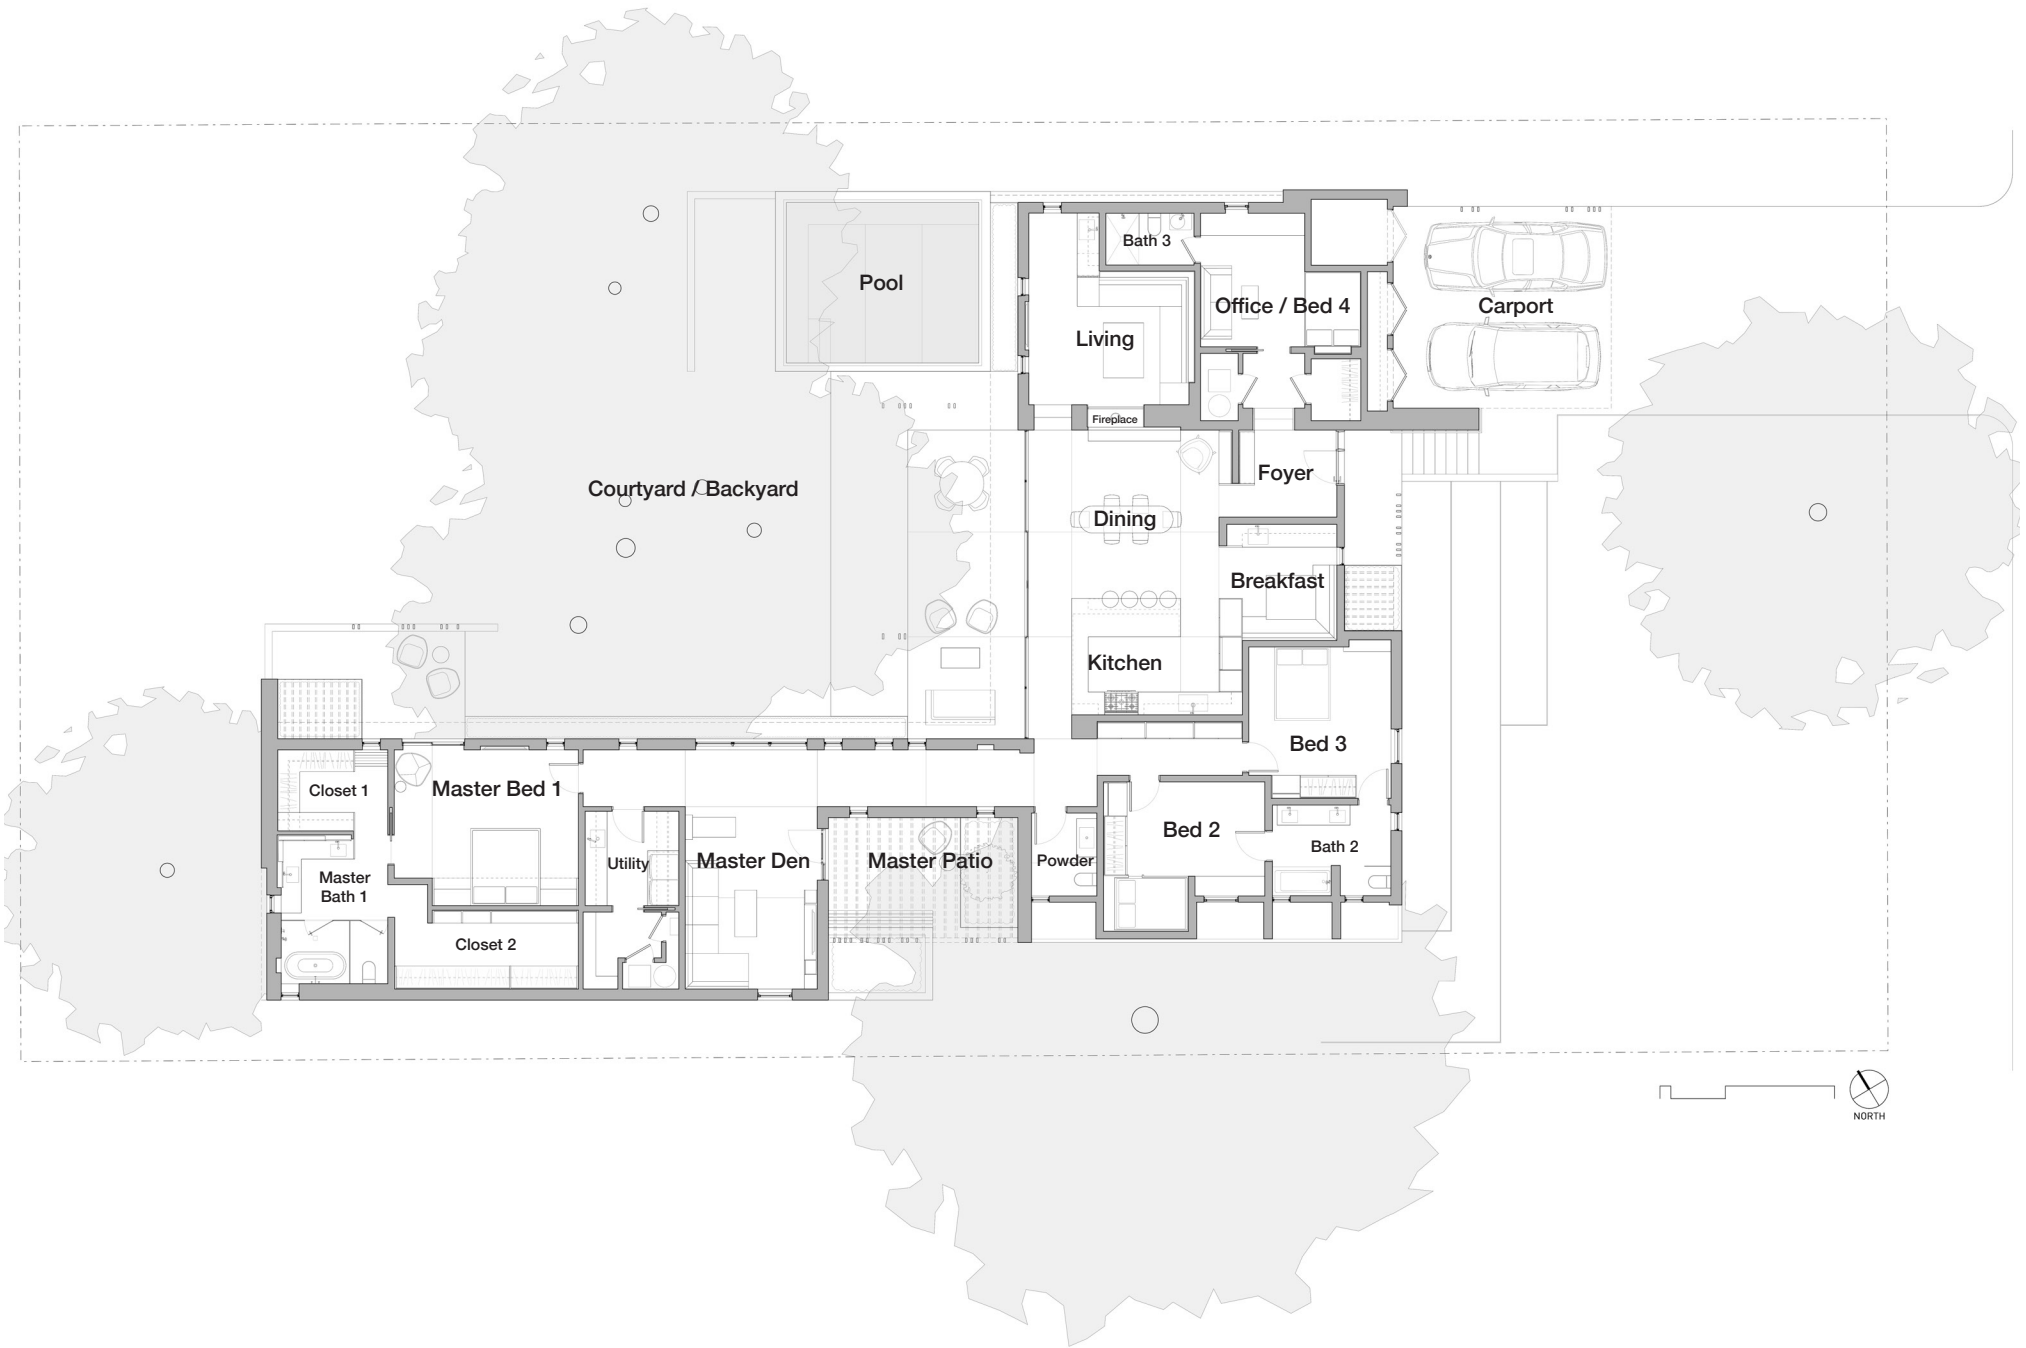 Bath 3
Pool
Office / Bed 4
Carport
Living
Fireplace
Foyer
Courtyard / Backyard
Dining
Breakfast
Kitchen
Bed 3
Closet 1
Master Bed 1
Bed 2
Bath 2
Utility
Master Den
Master Patio
Powder
Master
Bath 1
Closet 2
NORTH